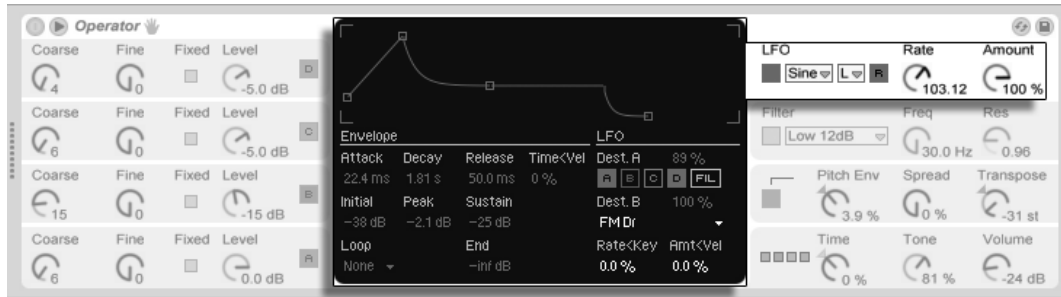 Operator
Coarse Fine Fixed Level
4 0 -5.0 dB D
Coarse Fine Fixed Level
6 0 -5.0 dB C
Coarse Fine Fixed Level
15 0 -15 dB B
Coarse Fine Fixed Level
6 0 0.0 dB A
Envelope
Attack Decay Release Time<Vel
22.4 ms 1.81 s 50.0 ms 0 %
Initial Peak Sustain
-38 dB -2.1 dB -25 dB
Loop End
None -inf dB
LFO
Dest. A 89 %
A B C D FIL
Dest. B 100 %
FM Dr
Rate<Key Amt<Vel
0.0 % 0.0 %
LFO Rate Amount
Sine L R 103.12 100 %
Filter Freq Res
Low 12dB 30.0 Hz 0.96
Pitch Env Spread Transpose
3.9 % 0 % -31 st
Time Tone Volume
0 % 81 % -24 dB